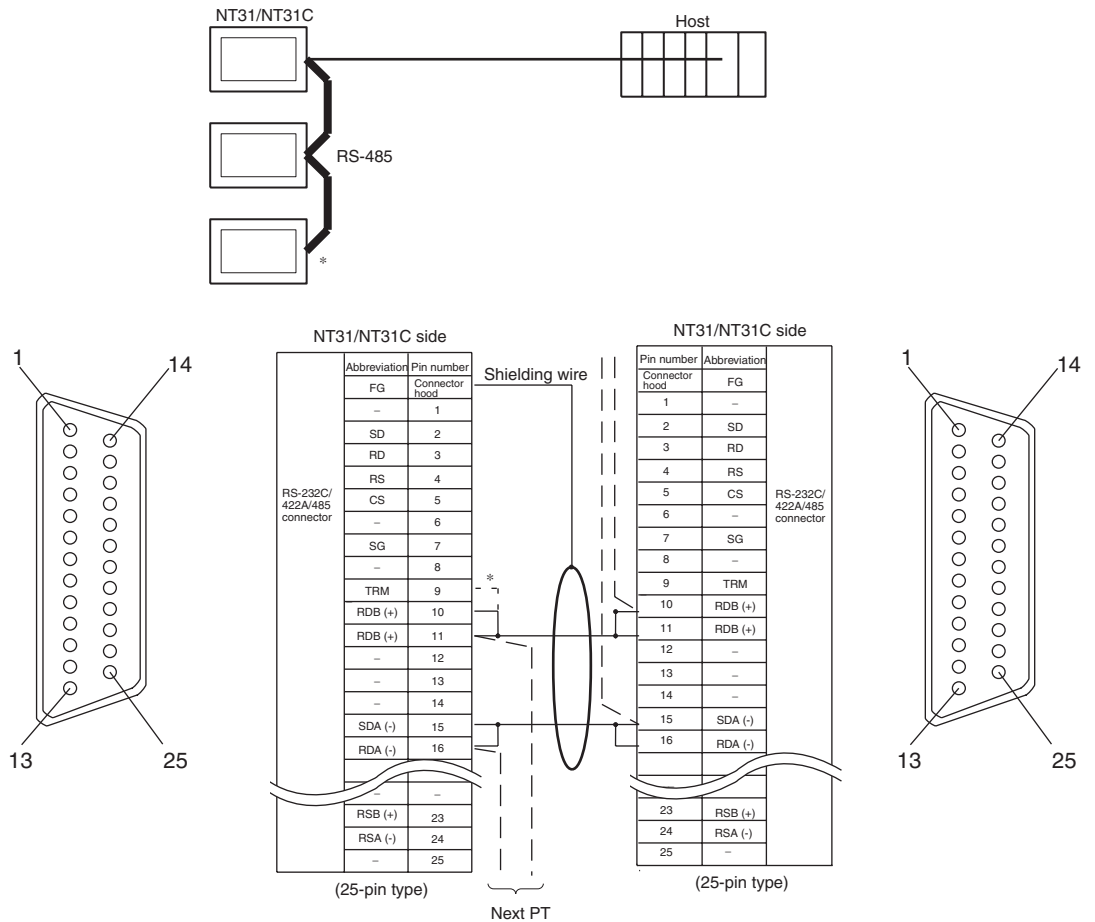 NT31/NT31C
Host
RS-485
*
NT31/NT31C side
Abbreviation Pin number
FG Connector hood
– 1
SD 2
RD 3
RS 4
CS 5
– 6
SG 7
– 8
TRM 9
RDB (+) 10
RDB (+) 11
– 12
– 13
– 14
SDA (-) 15
RDA (-) 16
–
– –
RSB (+) 23
RSA (-) 24
– 25
RS-232C/
422A/485
connector
(25-pin type)
Shielding wire
*
Next PT
NT31/NT31C side
Pin number Abbreviation
Connector hood FG
1 –
2 SD
3 RD
4 RS
5 CS
6 –
7 SG
8 –
9 TRM
10 RDB (+)
11 RDB (+)
12 –
13 –
14 –
15 SDA (-)
16 RDA (-)
–
23 RSB (+)
24 RSA (-)
25 –
RS-232C/
422A/485
connector
(25-pin type)
1
14
13
25
1
14
13
25